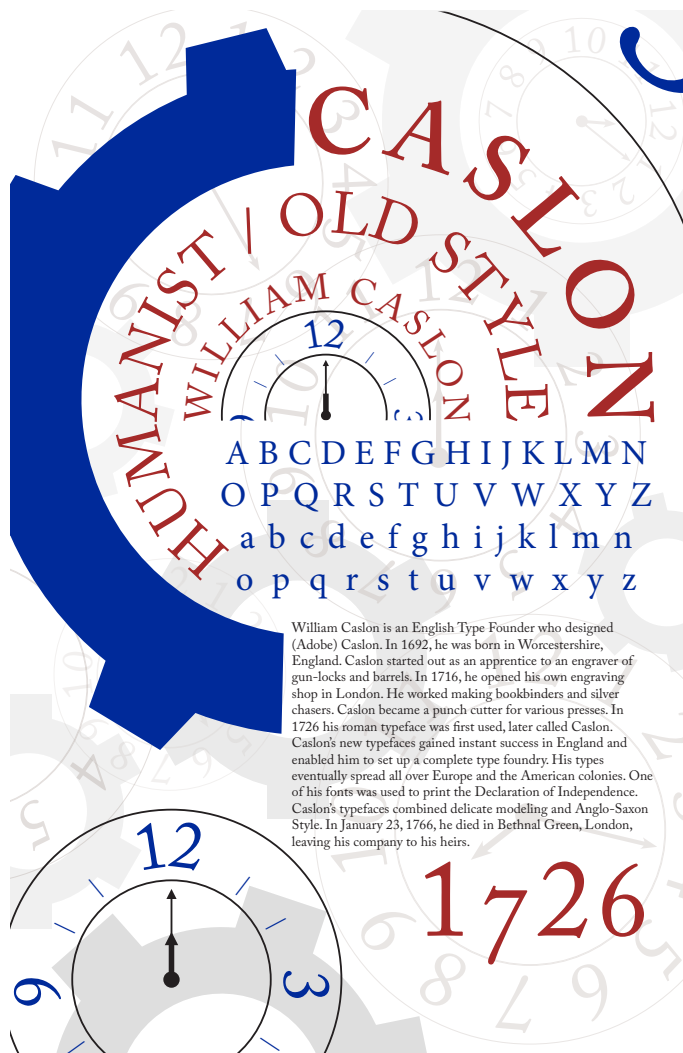 CASLON
HUMANIST / OLD STYLE
WILLIAM CASLON
12
9 3
A B C D E F G H I J K L M N
O P Q R S T U V W X Y Z
a b c d e f g h i j k l m n
o p q r s t u v w x y z
William Caslon is an English Type Founder who designed
(Adobe) Caslon. In 1692, he was born in Worcestershire,
England. Caslon started out as an apprentice to an engraver of
gun-locks and barrels. In 1716, he opened his own engraving
shop in London. He worked making bookbinders and silver
chasers. Caslon became a punch cutter for various presses. In
1726 his roman typeface was first used, later called Caslon.
Caslon's new typefaces gained instant success in England and
enabled him to set up a complete type foundry. His types
eventually spread all over Europe and the American colonies. One
of his fonts was used to print the Declaration of Independence.
Caslon's typefaces combined delicate modeling and Anglo-Saxon
Style. In January 23, 1766, he died in Bethnal Green, London,
leaving his company to his heirs.
1726
12
9 3